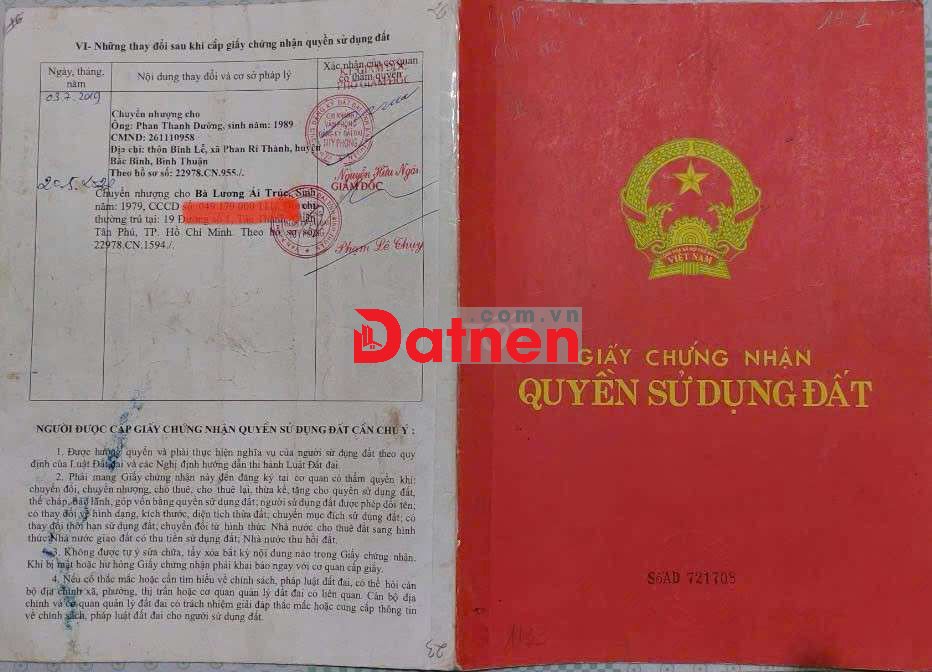 VI- Những thay đổi sau khi cấp giấy chứng nhận quyền sử dụng đất
Ngày, tháng, năm
Nội dung thay đổi và cơ sở pháp lý
Xác nhận của cơ quan
có thẩm quyền
KT.GIÁM ĐỐC
PHÓ GIÁM ĐỐC
03.7.2019
Chuyển nhượng cho
Ông: Phan Thanh Dưỡng, sinh năm: 1989
CMND: 261110958
Địa chỉ: thôn Bình Lễ, xã Phan Rí Thành, huyện
Bắc Bình, Bình Thuận
Theo hồ sơ số: 22978.CN.955./.
Nguyễn Hữu Ngãi
GIÁM ĐỐC
Chuyển nhượng cho Bà Lương Ái Trúc, Sinh
năm: 1979, CCCD
thường trú tại: 19 Đường số 1, Tân Thành, Quận
Tân Phú, TP. Hồ Chí Minh. Theo hồ sơ số
22978.CN.1594./.
Phạm Lê Thuy
NGƯỜI ĐƯỢC CẤP GIẤY CHỨNG NHẬN QUYỀN SỬ DỤNG ĐẤT CẦN CHÚ Ý :
1. Được hưởng quyền và phải thực hiện nghĩa vụ của người sử dụng đất theo quy
định của Luật Đất đai và các Nghị định hướng dẫn thi hành Luật Đất đai.
2. Phải mang Giấy chứng nhận này đến đăng ký tại cơ quan có thẩm quyền khi:
chuyển đổi, chuyển nhượng, cho thuê, cho thuê lại, thừa kế, tặng cho quyền sử dụng đất,
thế chấp, bảo lãnh, góp vốn bằng quyền sử dụng đất; người sử dụng đất được phép đổi tên,
có thay đổi về hình dạng, kích thước, diện tích thửa đất; chuyển mục đích sử dụng đất; có
thay đổi thời hạn sử dụng đất; chuyển đổi từ hình thức Nhà nước cho thuê đất sang hình
thức Nhà nước giao đất có thu tiền sử dụng đất; Nhà nước thu hồi đất.
3. Không được tự ý sửa chữa, tẩy xóa bất kỳ nội dung nào trong Giấy chứng nhận.
Khi bị mất hoặc hư hỏng Giấy chứng nhận phải khai báo ngay với cơ quan cấp giấy.
4. Nếu có thắc mắc hoặc cần tìm hiểu về chính sách, pháp luật đất đai, có thể hỏi cán
bộ địa chính xã, phường, thị trấn hoặc cơ quan quản lý đất đai có liên quan. Cán bộ địa
chính và cơ quan quản lý đất đai có trách nhiệm giải đáp thắc mắc hoặc cung cấp thông tin
về chính sách, pháp luật đất đai cho người sử dụng đất.
23
VIỆT NAM
.com.vn
Datnen
GIẤY CHỨNG NHẬN
QUYỀN SỬ DỤNG ĐẤT
Số AD 721708